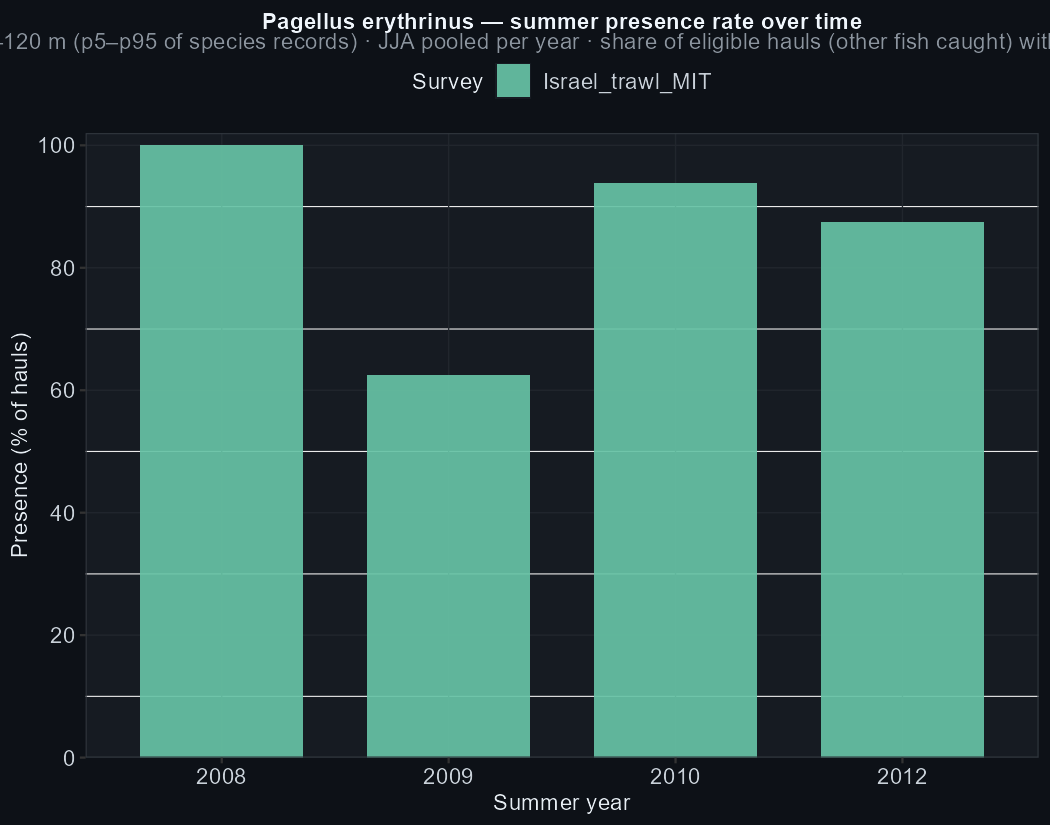 Pagellus erythrinus — summer presence rate over time
–120 m (p5–p95 of species records) · JJA pooled per year · share of eligible hauls (other fish caught) with
Survey Israel_trawl_MIT
Presence (% of hauls)
100
80
60
40
20
0
2008 2009 2010 2012
Summer year